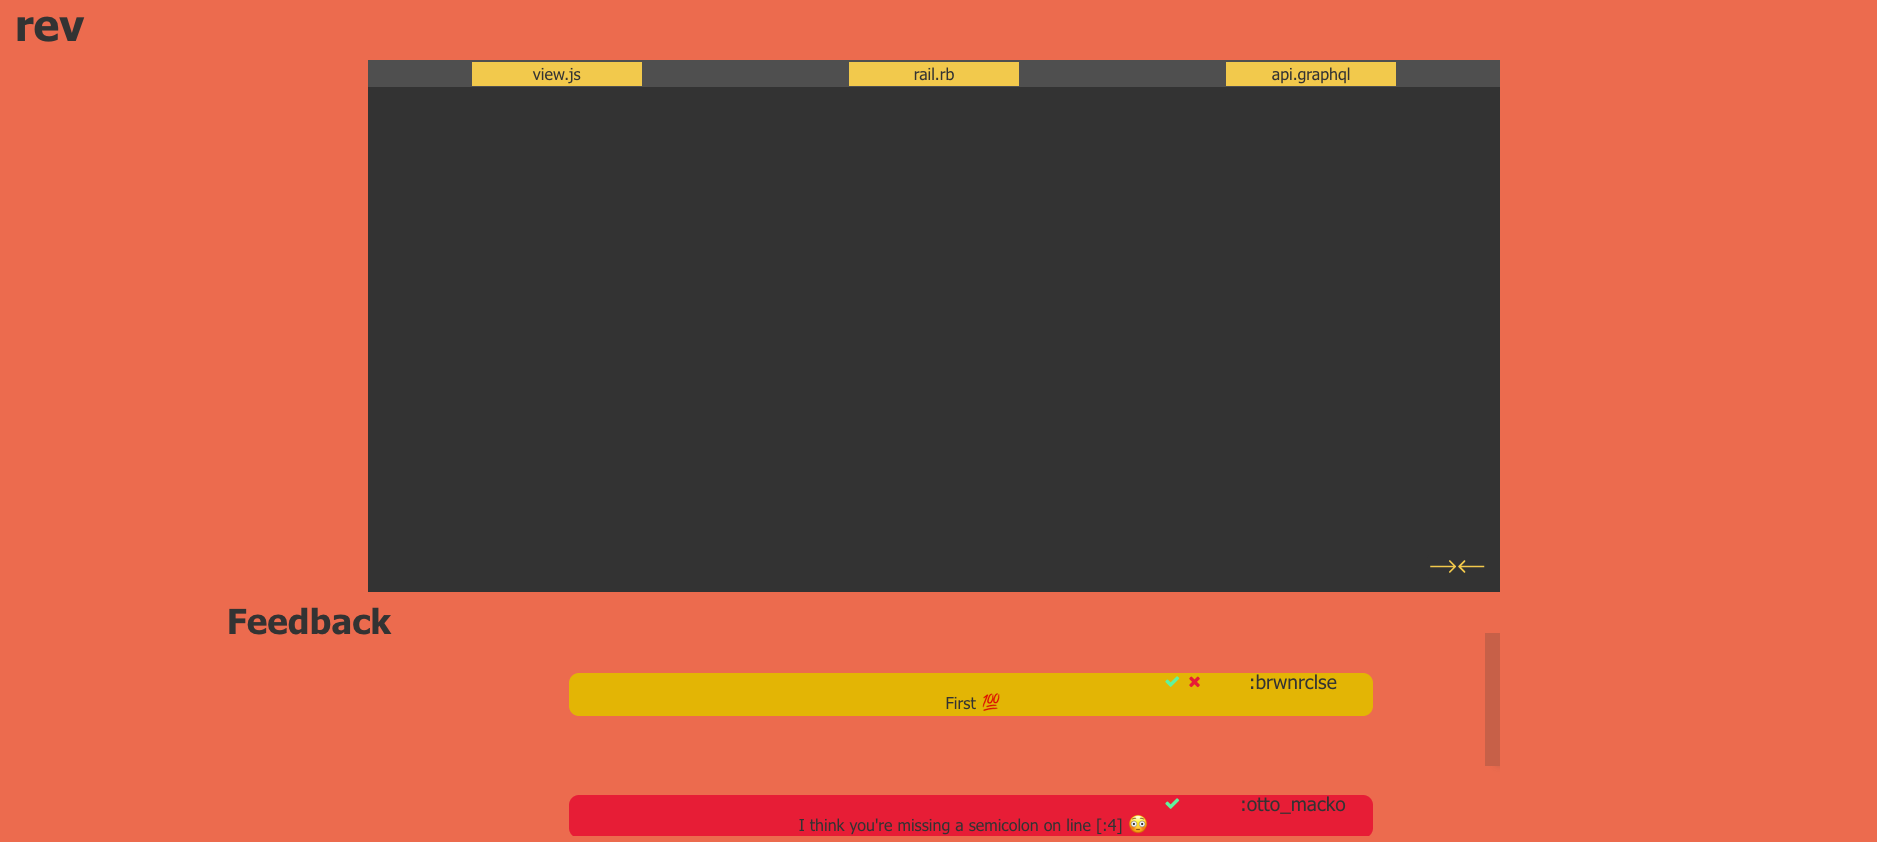 rev
view.js rail.rb api.graphql
Feedback
:brwnrclse
First 💯
:otto_macko
I think you're missing a semicolon on line [:4] 😳